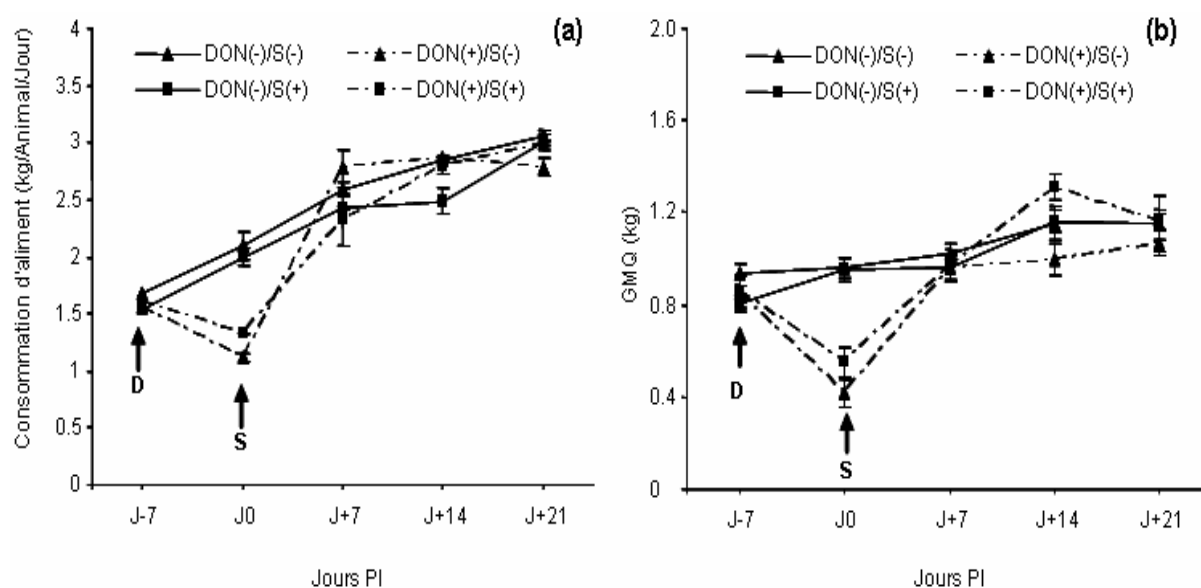 (a)
DON(-)/S(-) DON(+)/S(-)
DON(-)/S(+) DON(+)/S(+)
Consommation d'aliment (kg/Animal/Jour)
4
3.5
3
2.5
2
1.5
1
0.5
0
D
S
J-7 J0 J+7 J+14 J+21
Jours PI
(b)
DON(-)/S(-) DON(+)/S(-)
DON(-)/S(+) DON(+)/S(+)
GMQ (kg)
2.0
1.6
1.2
0.8
0.4
0
D
S
J-7 J0 J+7 J+14 J+21
Jours PI